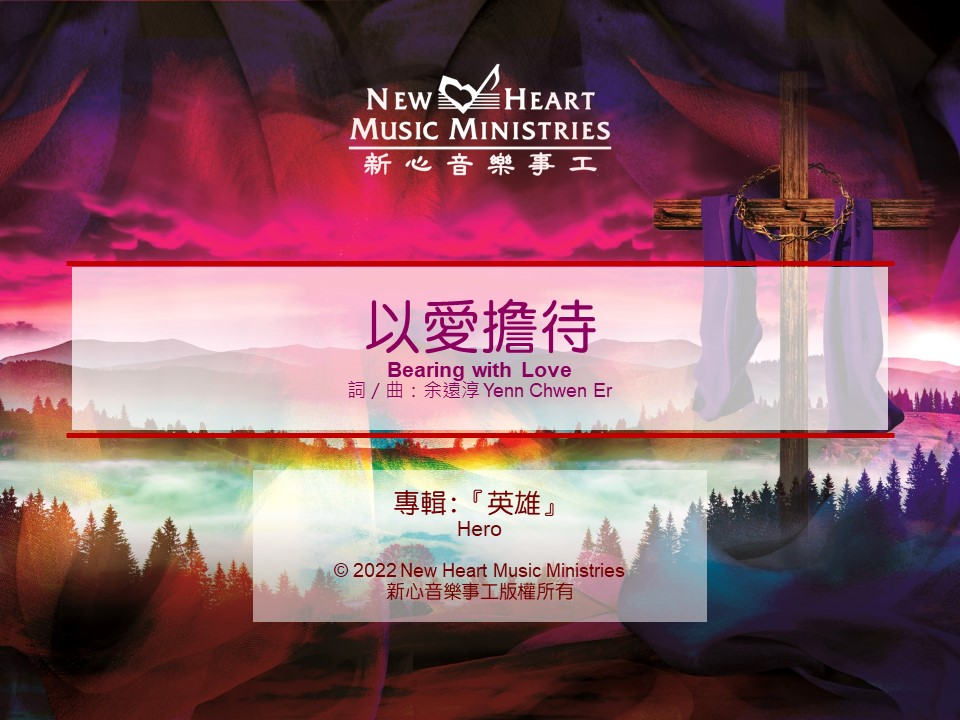 NEW HEART
MUSIC MINISTRIES
新心音樂事工
以愛擔待
Bearing with Love
詞 / 曲：余遠淳 Yenn Chwen Er
專輯：『英雄』
Hero
© 2022 New Heart Music Ministries
新心音樂事工版權所有